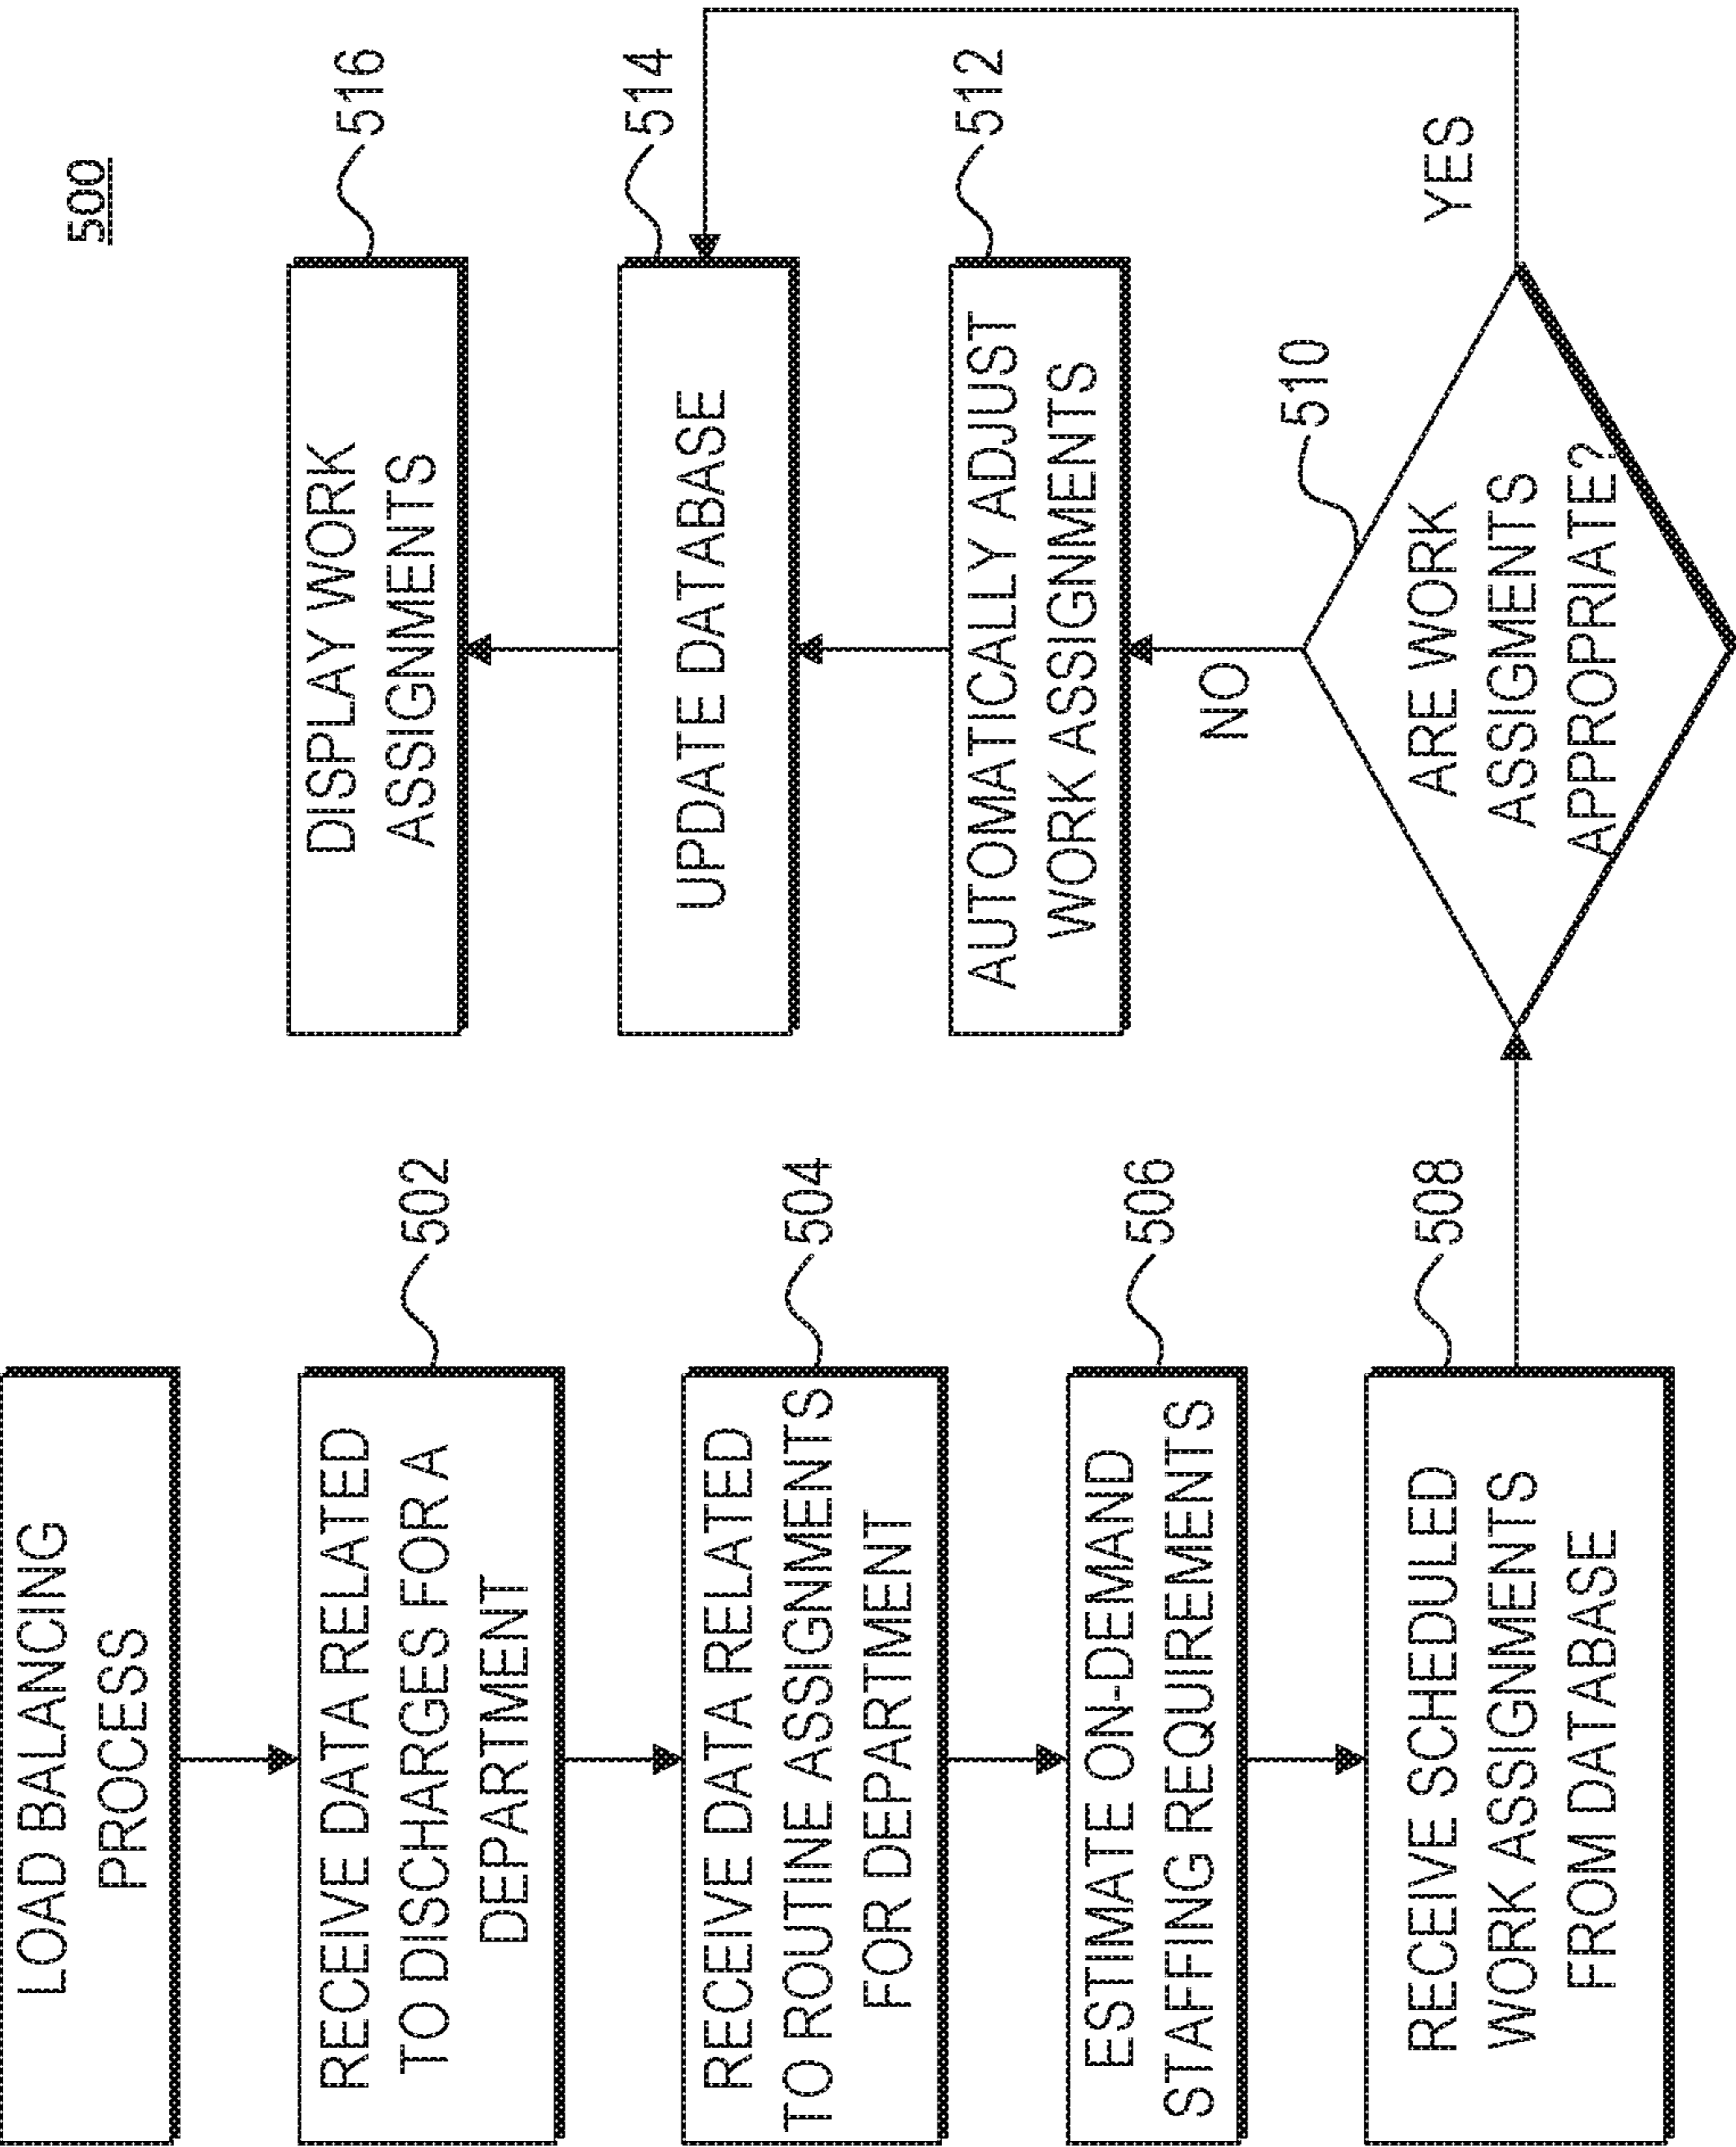 500
LOAD BALANCING
PROCESS
RECEIVE DATA RELATED
TO DISCHARGES FOR A
DEPARTMENT
502
RECEIVE DATA RELATED
TO ROUTINE ASSIGNMENTS
FOR DEPARTMENT
504
ESTIMATE ON-DEMAND
STAFFING REQUIREMENTS
506
RECEIVE SCHEDULED
WORK ASSIGNMENTS
FROM DATABASE
508
ARE WORK
ASSIGNMENTS
APPROPRIATE?
510
YES
NO
AUTOMATICALLY ADJUST
WORK ASSIGNMENTS
512
UPDATE DATABASE
514
DISPLAY WORK
ASSIGNMENTS
516